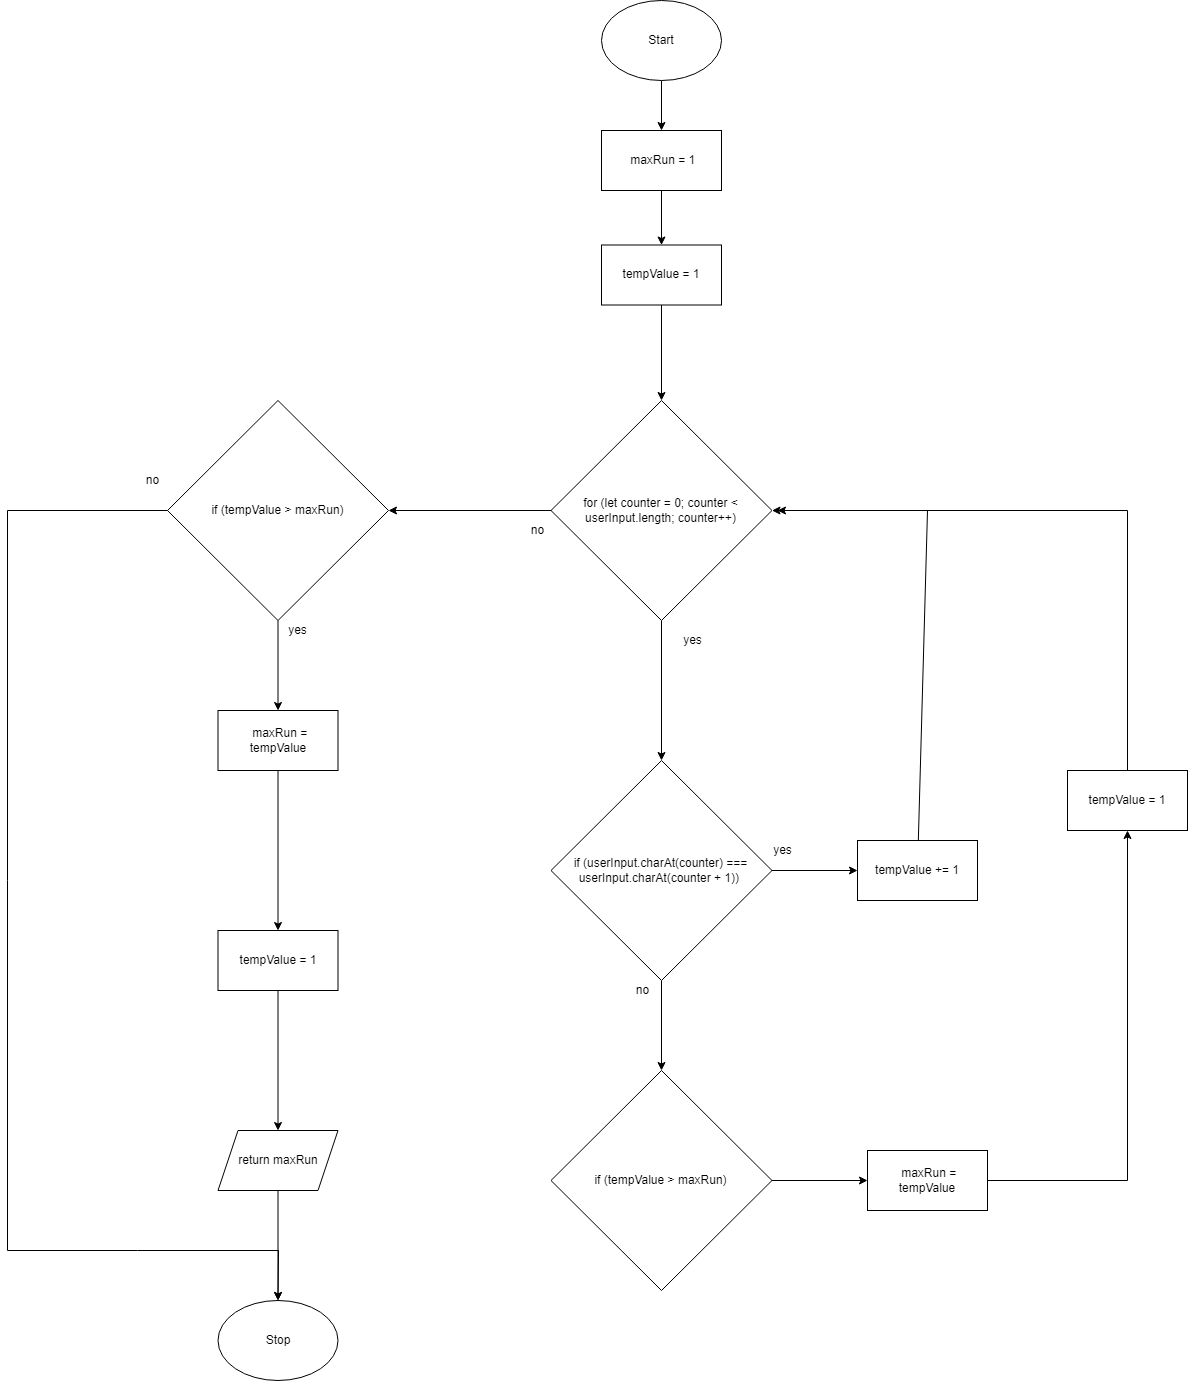 Start
maxRun = 1
tempValue = 1
for (let counter = 0; counter <
userInput.length; counter++)
no
if (tempValue > maxRun)
no
yes
maxRun =
tempValue
tempValue = 1
return maxRun
Stop
yes
if (userInput.charAt(counter) ===
userInput.charAt(counter + 1))
yes
tempValue += 1
no
if (tempValue > maxRun)
maxRun =
tempValue
tempValue = 1